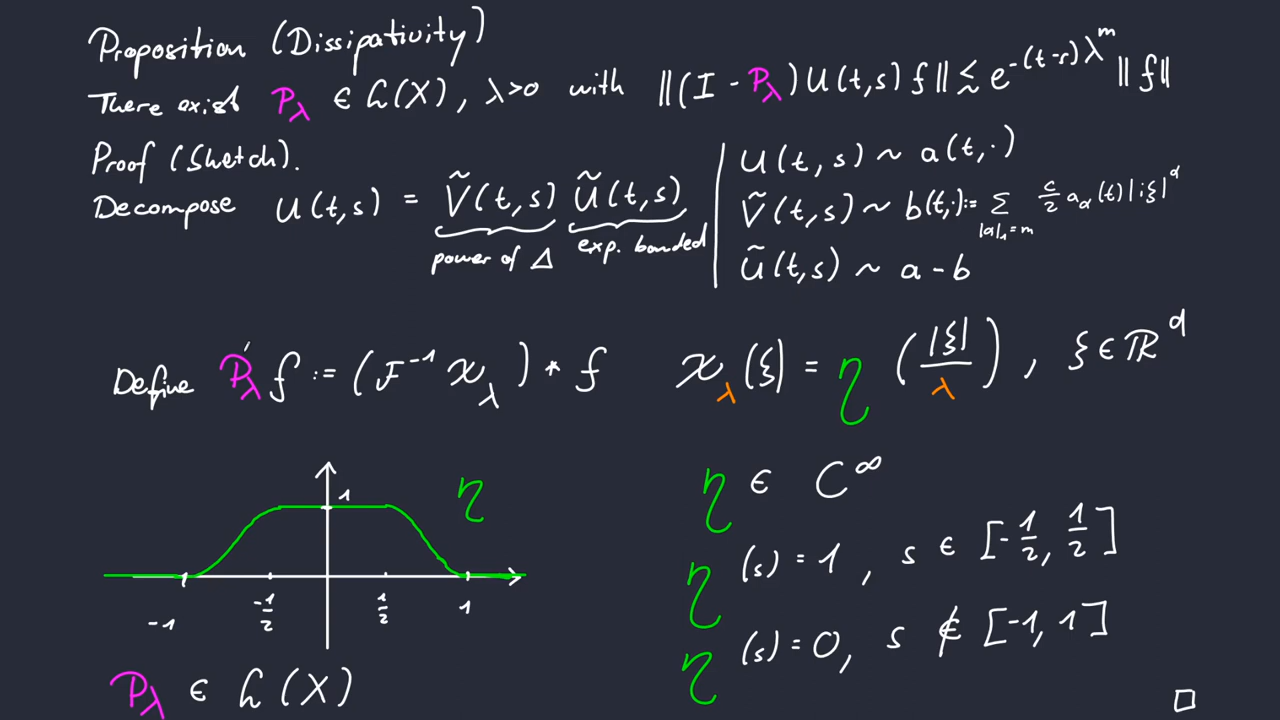 Proposition (Dissipativity)
There exist P_λ ∈ L(X), λ>0 with ‖(I - P_λ) U(t,s) f‖ ≲ e^{-(t-s) λ^m} ‖f‖
Proof (Sketch).
Decompose U(t,s) = Ṽ(t,s) Ũ(t,s)
power of Δ exp. bounded
U(t,s) ~ a(t,·)
Ṽ(t,s) ~ b(t,·) := ∑_{|α|₁=m} c/2 a_α(t) |iξ|^α
Ũ(t,s) ~ a - b
Define P_λ f := (F^{-1} χ_λ) * f χ_λ(ξ) = η (|ξ|/λ), ξ ∈ ℝ^d
η
1
-1 -1/2 1/2 1
η ∈ C^∞
η (s) = 1, s ∈ [-1/2, 1/2]
η (s) = 0, s ∉ [-1, 1]
P_λ ∈ L(X)
□